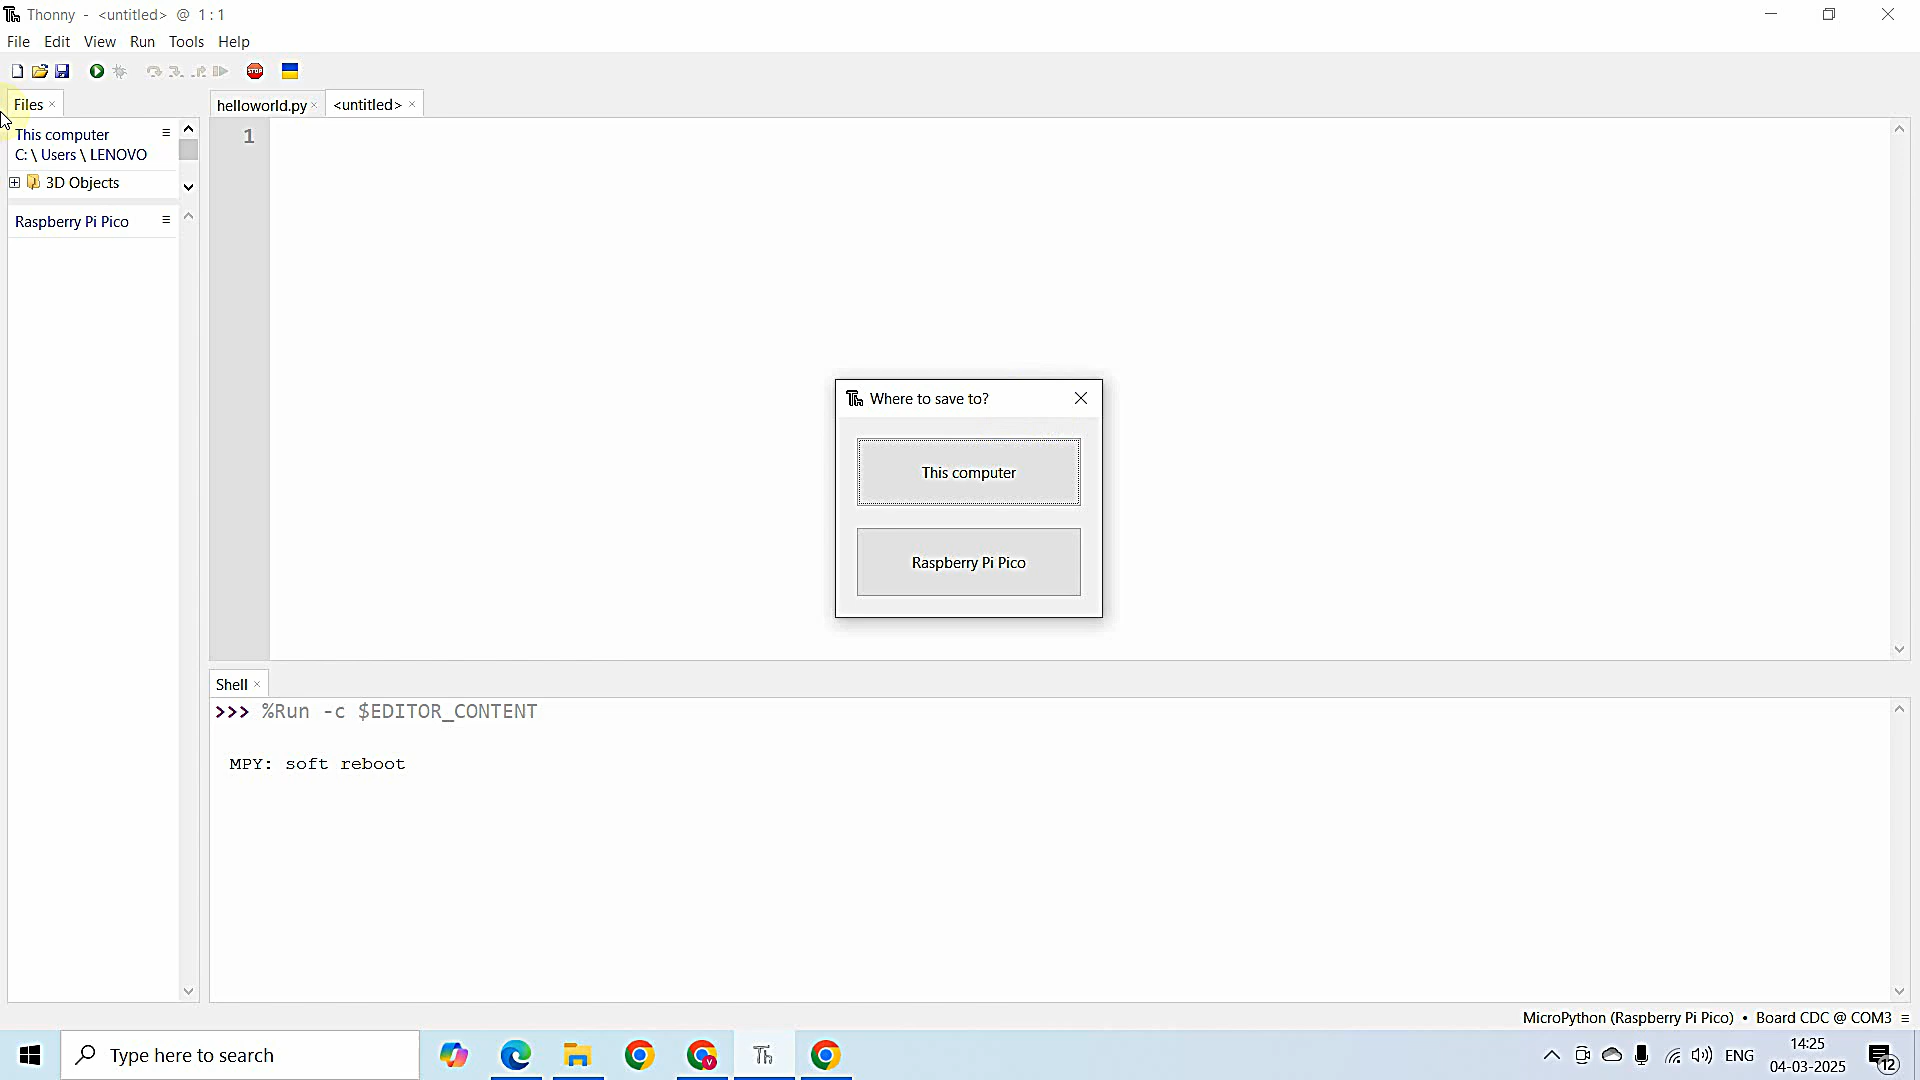 Thonny - <untitled> @ 1 : 1
File Edit View Run Tools Help
STOP
Files
helloworld.py <untitled>
This computer
C: \ Users \ LENOVO
3D Objects
Raspberry Pi Pico
1
Where to save to?
This computer
Raspberry Pi Pico
Shell
>>> %Run -c $EDITOR_CONTENT
MPY: soft reboot
MicroPython (Raspberry Pi Pico) • Board CDC @ COM3
Type here to search
Th
ENG
14:25
04-03-2025
12